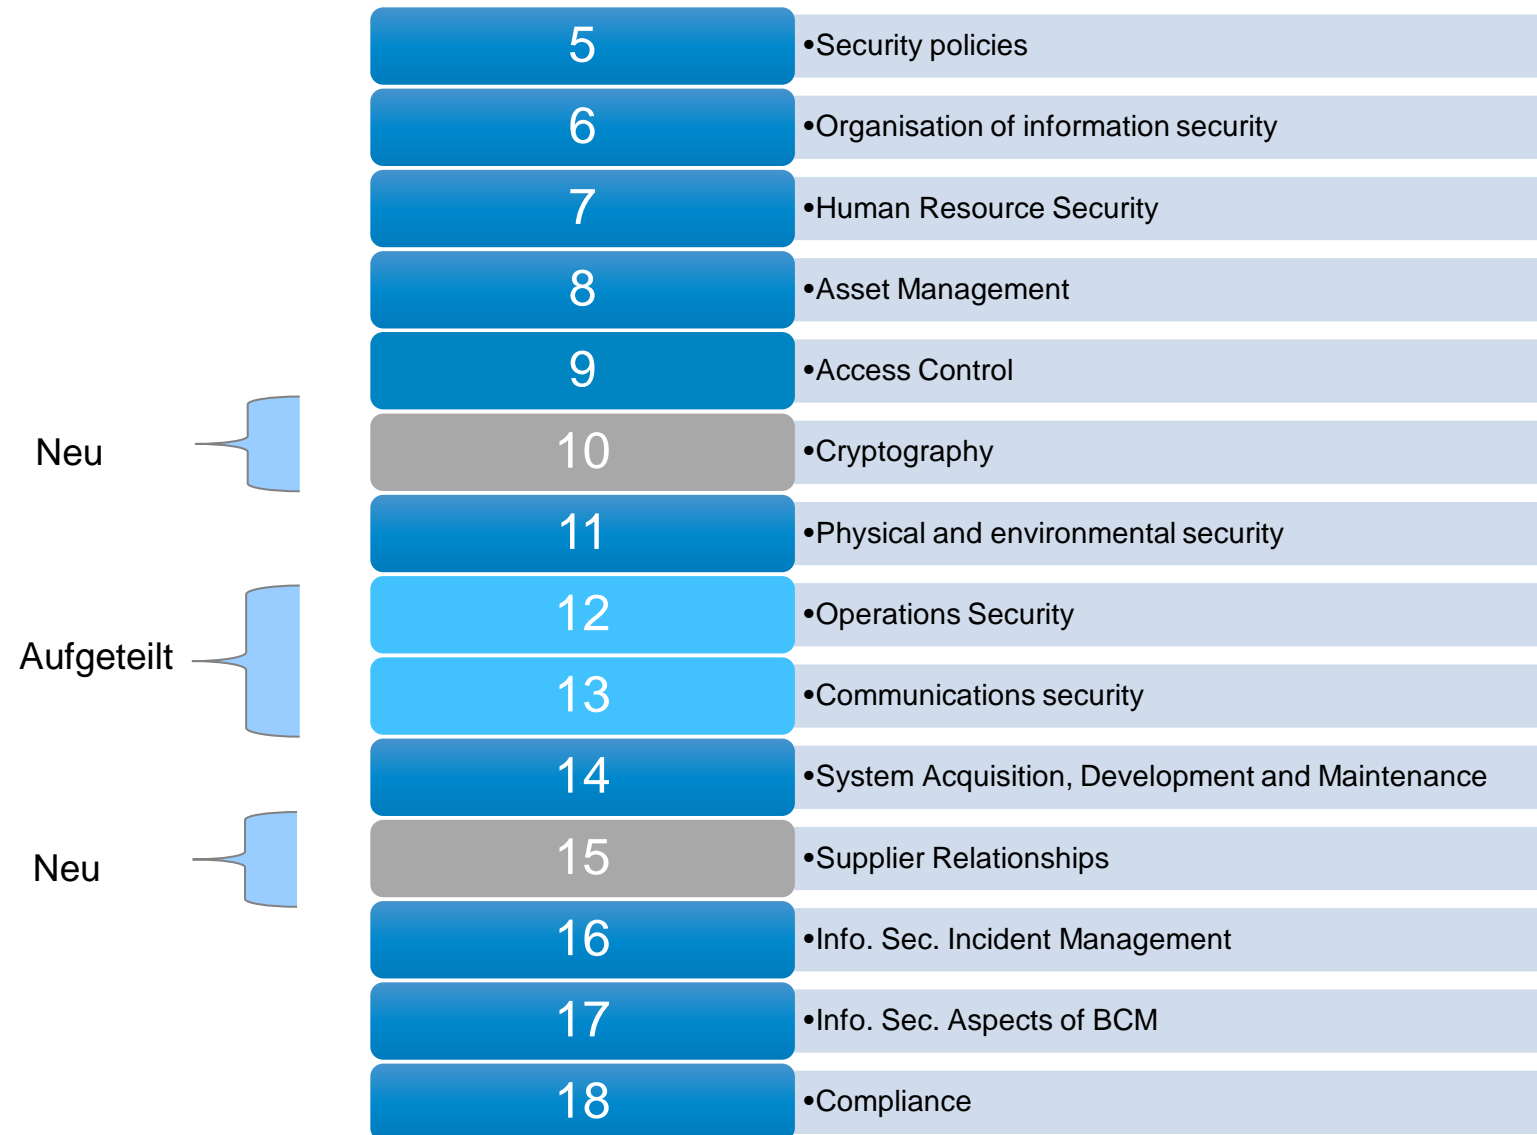 5
•Security policies
6
•Organisation of information security
7
•Human Resource Security
8
•Asset Management
9
•Access Control
Neu
10
•Cryptography
11
•Physical and environmental security
12
•Operations Security
Aufgeteilt
13
•Communications security
14
•System Acquisition, Development and Maintenance
Neu
15
•Supplier Relationships
16
•Info. Sec. Incident Management
17
•Info. Sec. Aspects of BCM
18
•Compliance